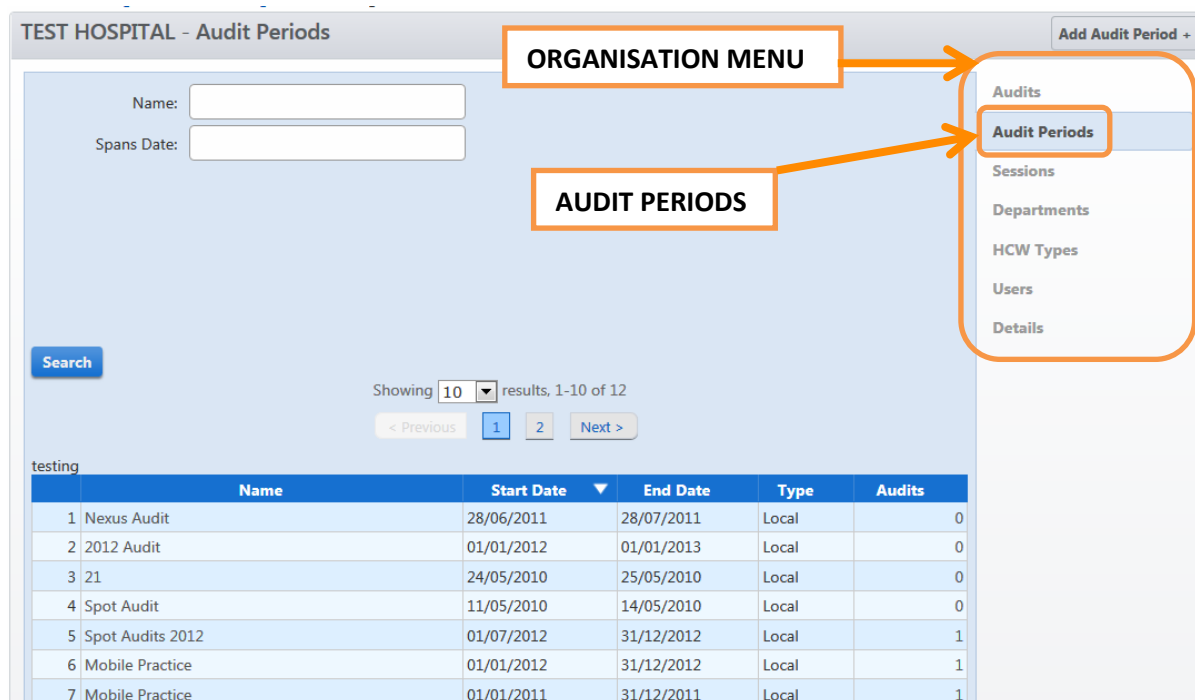 TEST HOSPITAL - Audit Periods
Add Audit Period +
ORGANISATION MENU
Name:
Spans Date:
AUDIT PERIODS
Audits
Audit Periods
Sessions
Departments
HCW Types
Users
Details
Search
Showing 10 results, 1-10 of 12
< Previous 1 2 Next >
testing
Name Start Date End Date Type Audits
1 Nexus Audit 28/06/2011 28/07/2011 Local 0
2 2012 Audit 01/01/2012 01/01/2013 Local 0
3 21 24/05/2010 25/05/2010 Local 0
4 Spot Audit 11/05/2010 14/05/2010 Local 0
5 Spot Audits 2012 01/07/2012 31/12/2012 Local 1
6 Mobile Practice 01/01/2012 31/12/2012 Local 1
7 Mobile Practice 01/01/2011 31/12/2011 Local 1